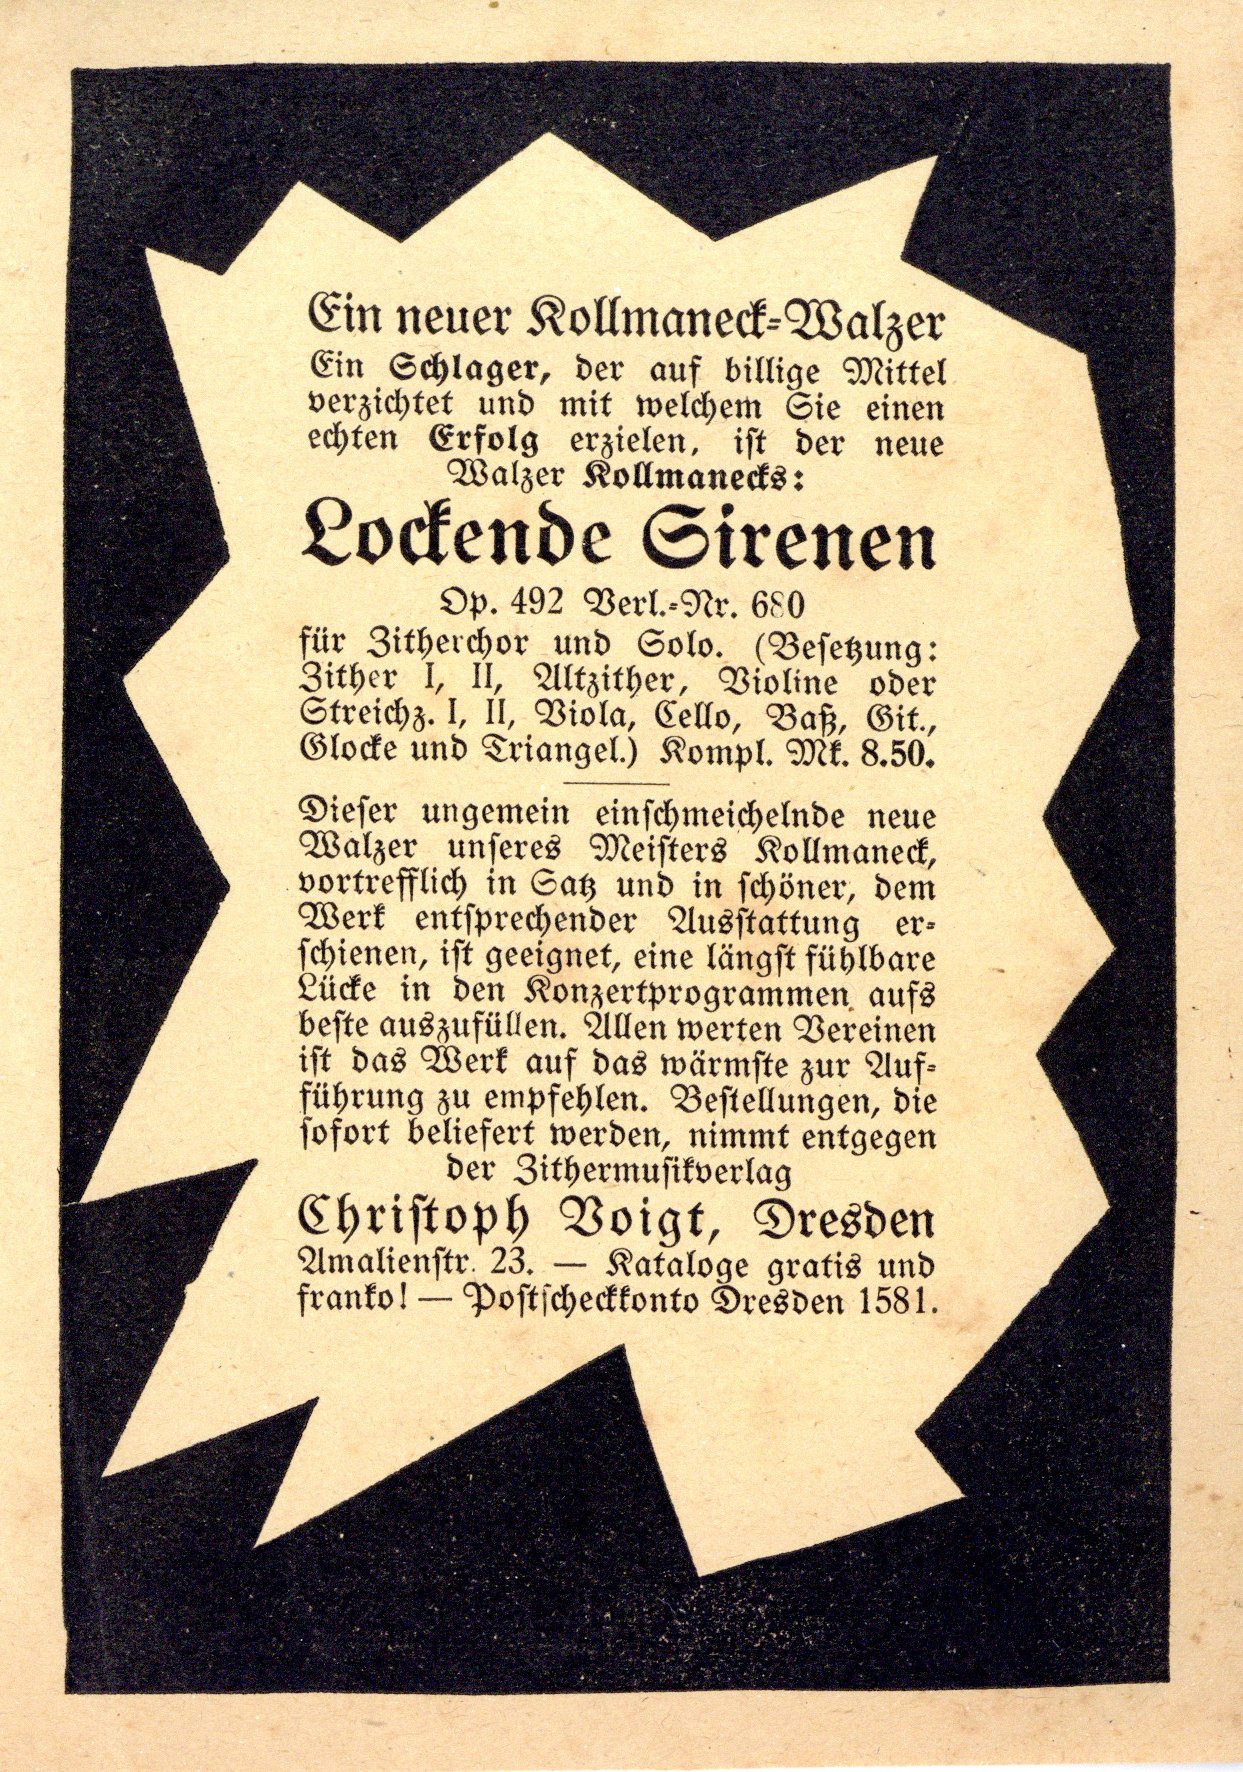 Ein neuer Kollmaneck-Walzer
Ein Schlager, der auf billige Mittel
verzichtet und mit welchem Sie einen
echten Erfolg erzielen, ist der neue
Walzer Kollmanecks:
Lockende Sirenen
Op. 492 Verl.-Nr. 680
für Zitherchor und Solo. (Besetzung:
Zither I, II, Altzither, Violine oder
Streichz. I, II, Viola, Cello, Baß, Git.,
Glocke und Triangel.) Kompl. Mk. 8.50.
Dieser ungemein einschmeichelnde neue
Walzer unseres Meisters Kollmaneck,
vortrefflich in Satz und in schöner, dem
Werk entsprechender Ausstattung er-
schienen, ist geeignet, eine längst fühlbare
Lücke in den Konzertprogrammen aufs
beste auszufüllen. Allen werten Vereinen
ist das Werk auf das wärmste zur Auf-
führung zu empfehlen. Bestellungen, die
sofort beliefert werden, nimmt entgegen
der Zithermusikverlag
Christoph Voigt, Dresden
Amalienstr. 23. — Kataloge gratis und
franko! — Postscheckkonto Dresden 1581.